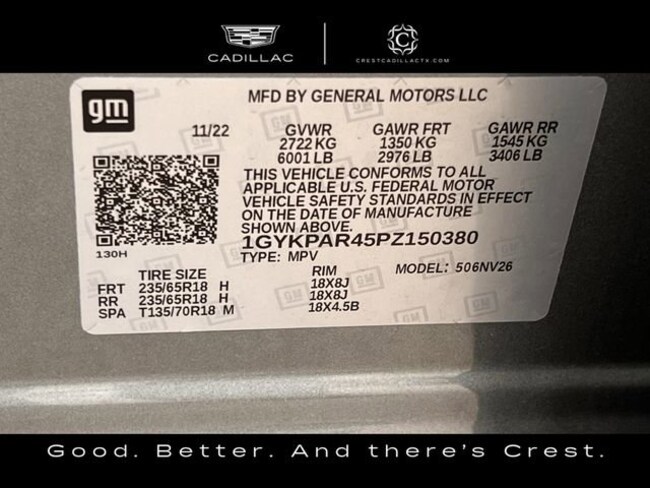 CADILLAC
C
CRESTCADILLACTX.COM
gm
MFD BY GENERAL MOTORS LLC
11/22 GVWR GAWR FRT GAWR RR
2722 KG 1350 KG 1545 KG
6001 LB 2976 LB 3406 LB
THIS VEHICLE CONFORMS TO ALL
APPLICABLE U.S. FEDERAL MOTOR
VEHICLE SAFETY STANDARDS IN EFFECT
ON THE DATE OF MANUFACTURE
SHOWN ABOVE.
1GYKPAR45PZ150380
130H
TYPE: MPV MODEL: 506NV26
TIRE SIZE RIM
FRT 235/65R18 H 18X8J
RR 235/65R18 H 18X8J
SPA T135/70R18 M 18X4.5B
Good. Better. And there's Crest.